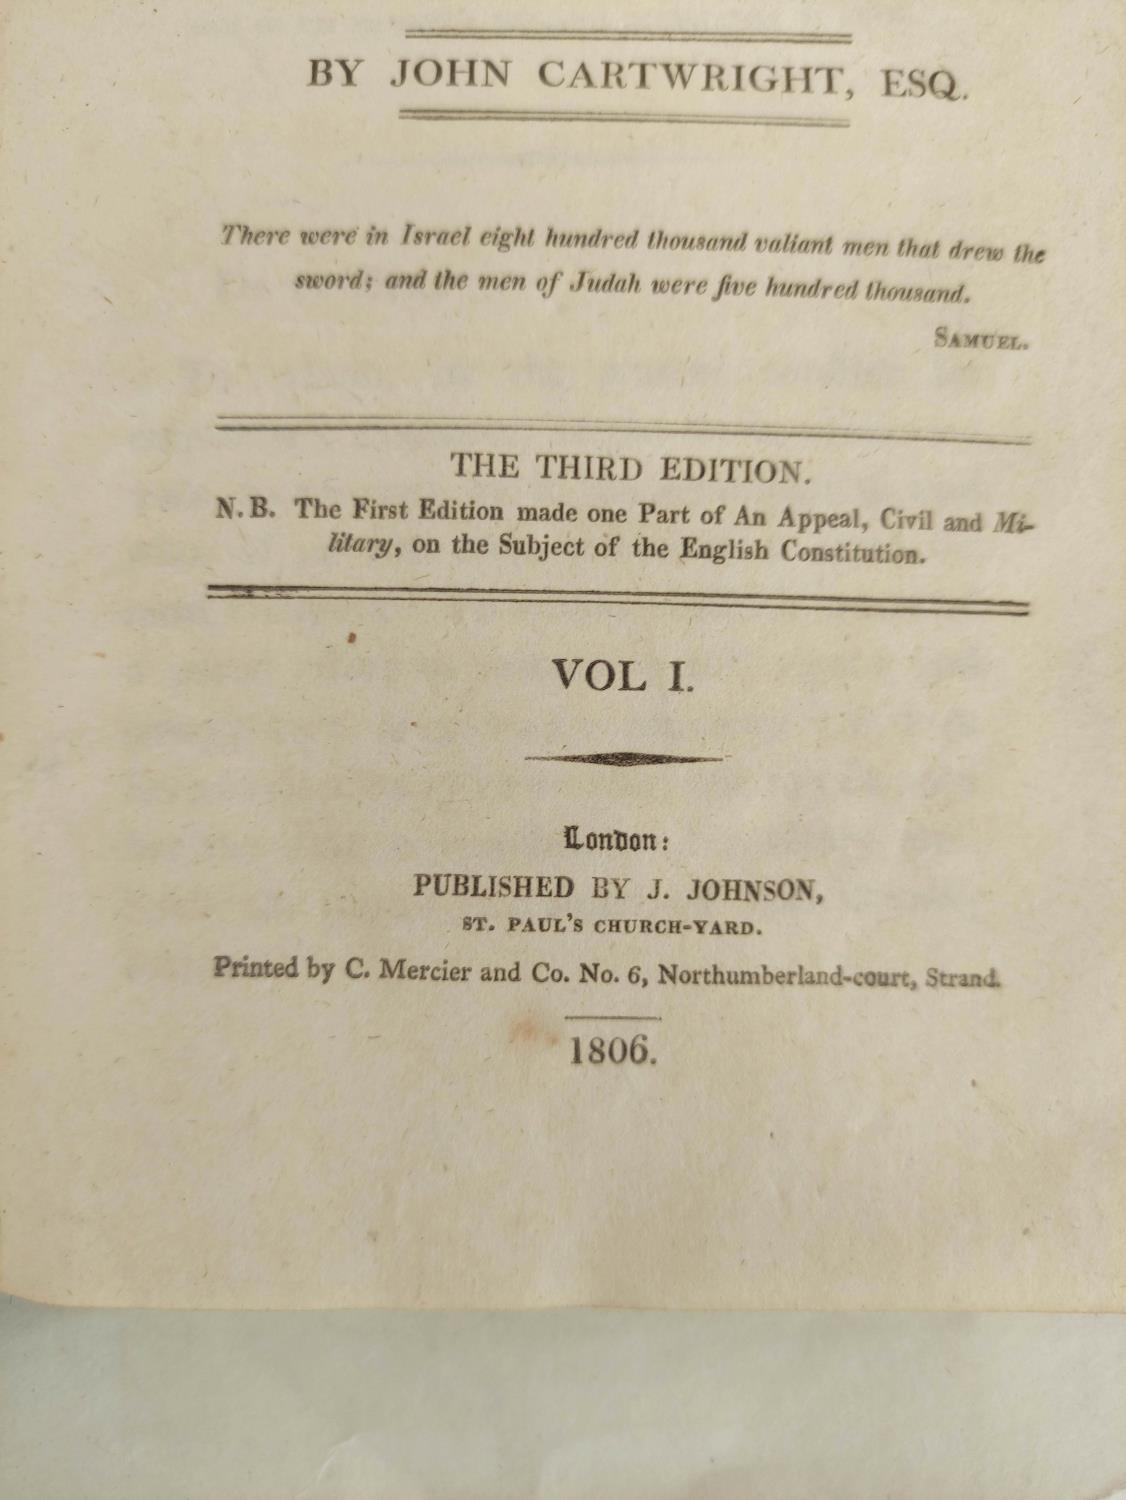 BY JOHN CARTWRIGHT, ESQ.
There were in Israel eight hundred thousand valiant men that drew the
sword; and the men of Judah were five hundred thousand.
SAMUEL.
THE THIRD EDITION.
N.B. The First Edition made one Part of An Appeal, Civil and Mi-
litary, on the Subject of the English Constitution.
VOL I.
London:
PUBLISHED BY J. JOHNSON,
ST. PAUL'S CHURCH-YARD.
Printed by C. Mercier and Co. No. 6, Northumberland-court, Strand.
1806.